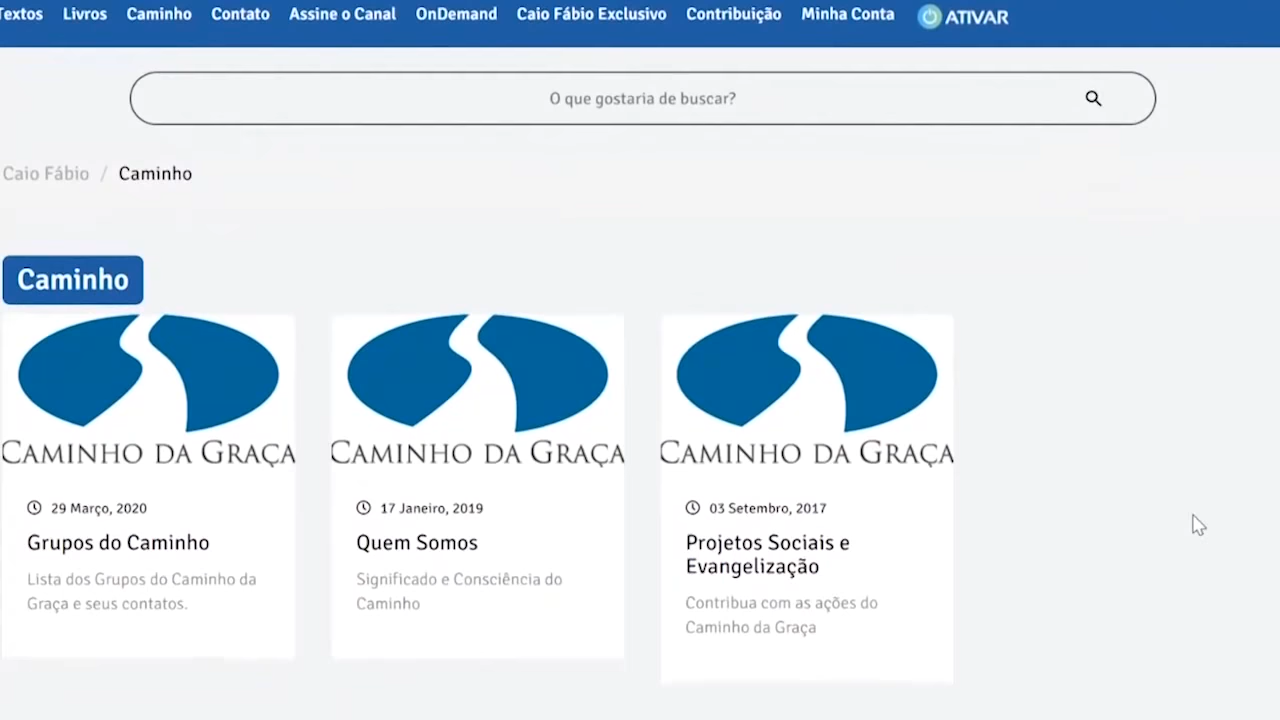 Textos Livros Caminho Contato Assine o Canal OnDemand Caio Fábio Exclusivo Contribuição Minha Conta ATIVAR
O que gostaria de buscar?
Caio Fábio / Caminho
Caminho
CAMINHO DA GRAÇA
29 Março, 2020
Grupos do Caminho
Lista dos Grupos do Caminho da
Graça e seus contatos.
CAMINHO DA GRAÇA
17 Janeiro, 2019
Quem Somos
Significado e Consciência do
Caminho
CAMINHO DA GRAÇA
03 Setembro, 2017
Projetos Sociais e
Evangelização
Contribua com as ações do
Caminho da Graça